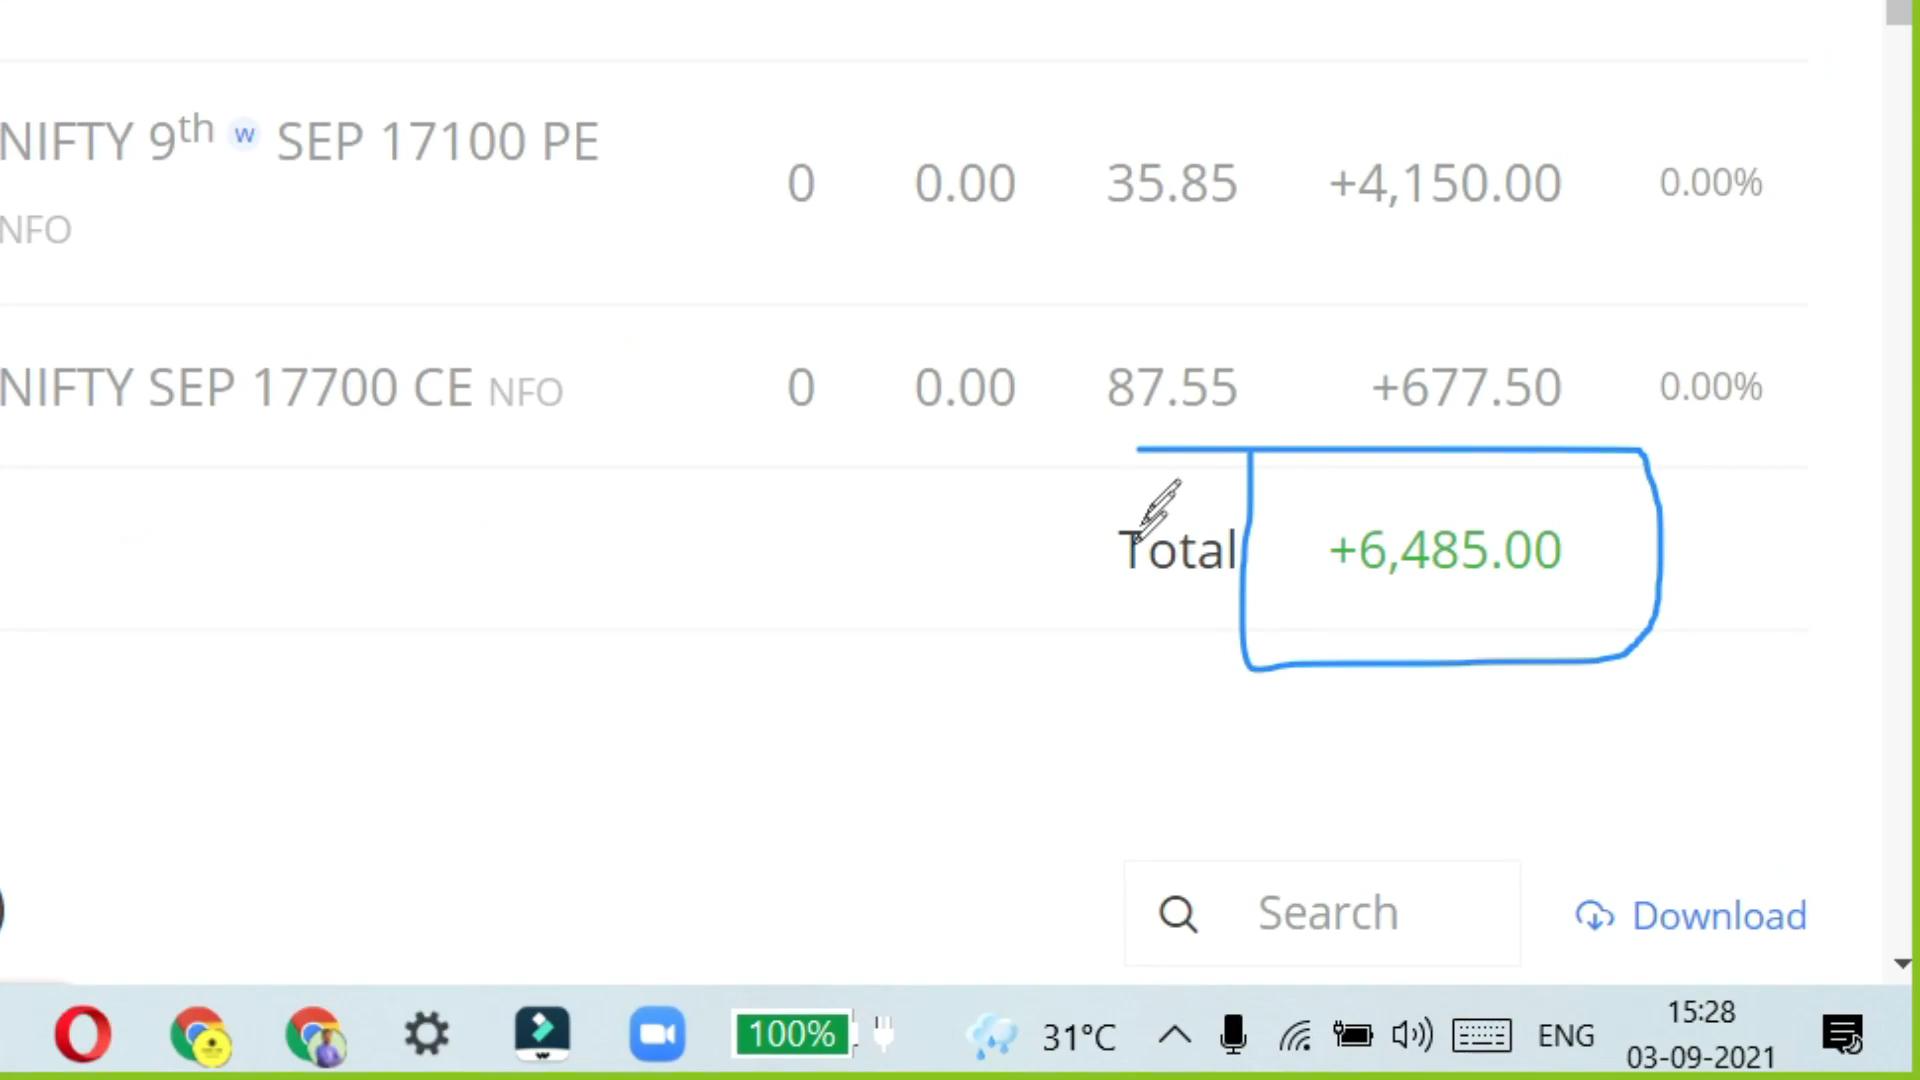 NIFTY 9th w SEP 17100 PE
NFO
0 0.00 35.85 +4,150.00 0.00%
NIFTY SEP 17700 CE NFO 0 0.00 87.55 +677.50 0.00%
Total +6,485.00
Search Download
100% 31°C ENG 15:28
03-09-2021